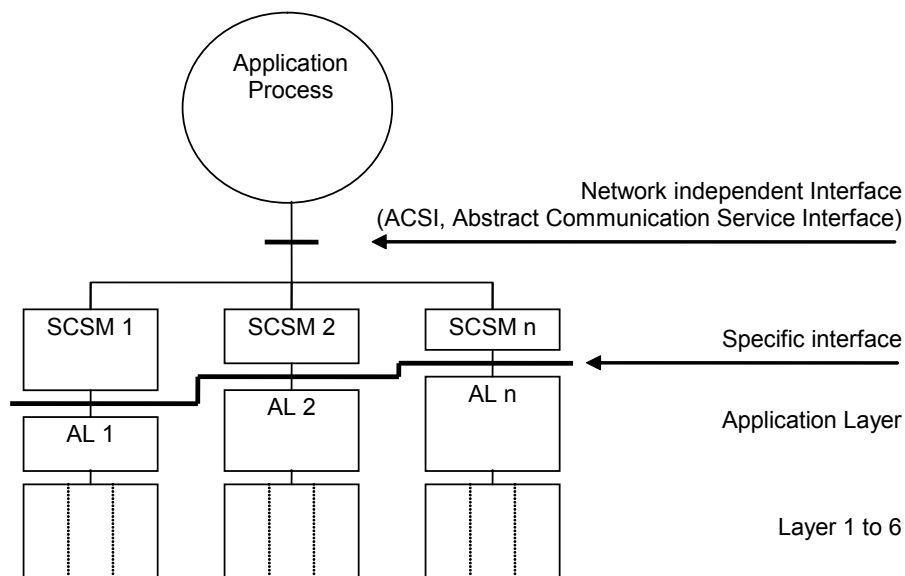 Application
Process
Network independent Interface
(ACSI, Abstract Communication Service Interface)
SCSM 1
SCSM 2
SCSM n
Specific interface
AL 1
AL 2
AL n
Application Layer
Layer 1 to 6